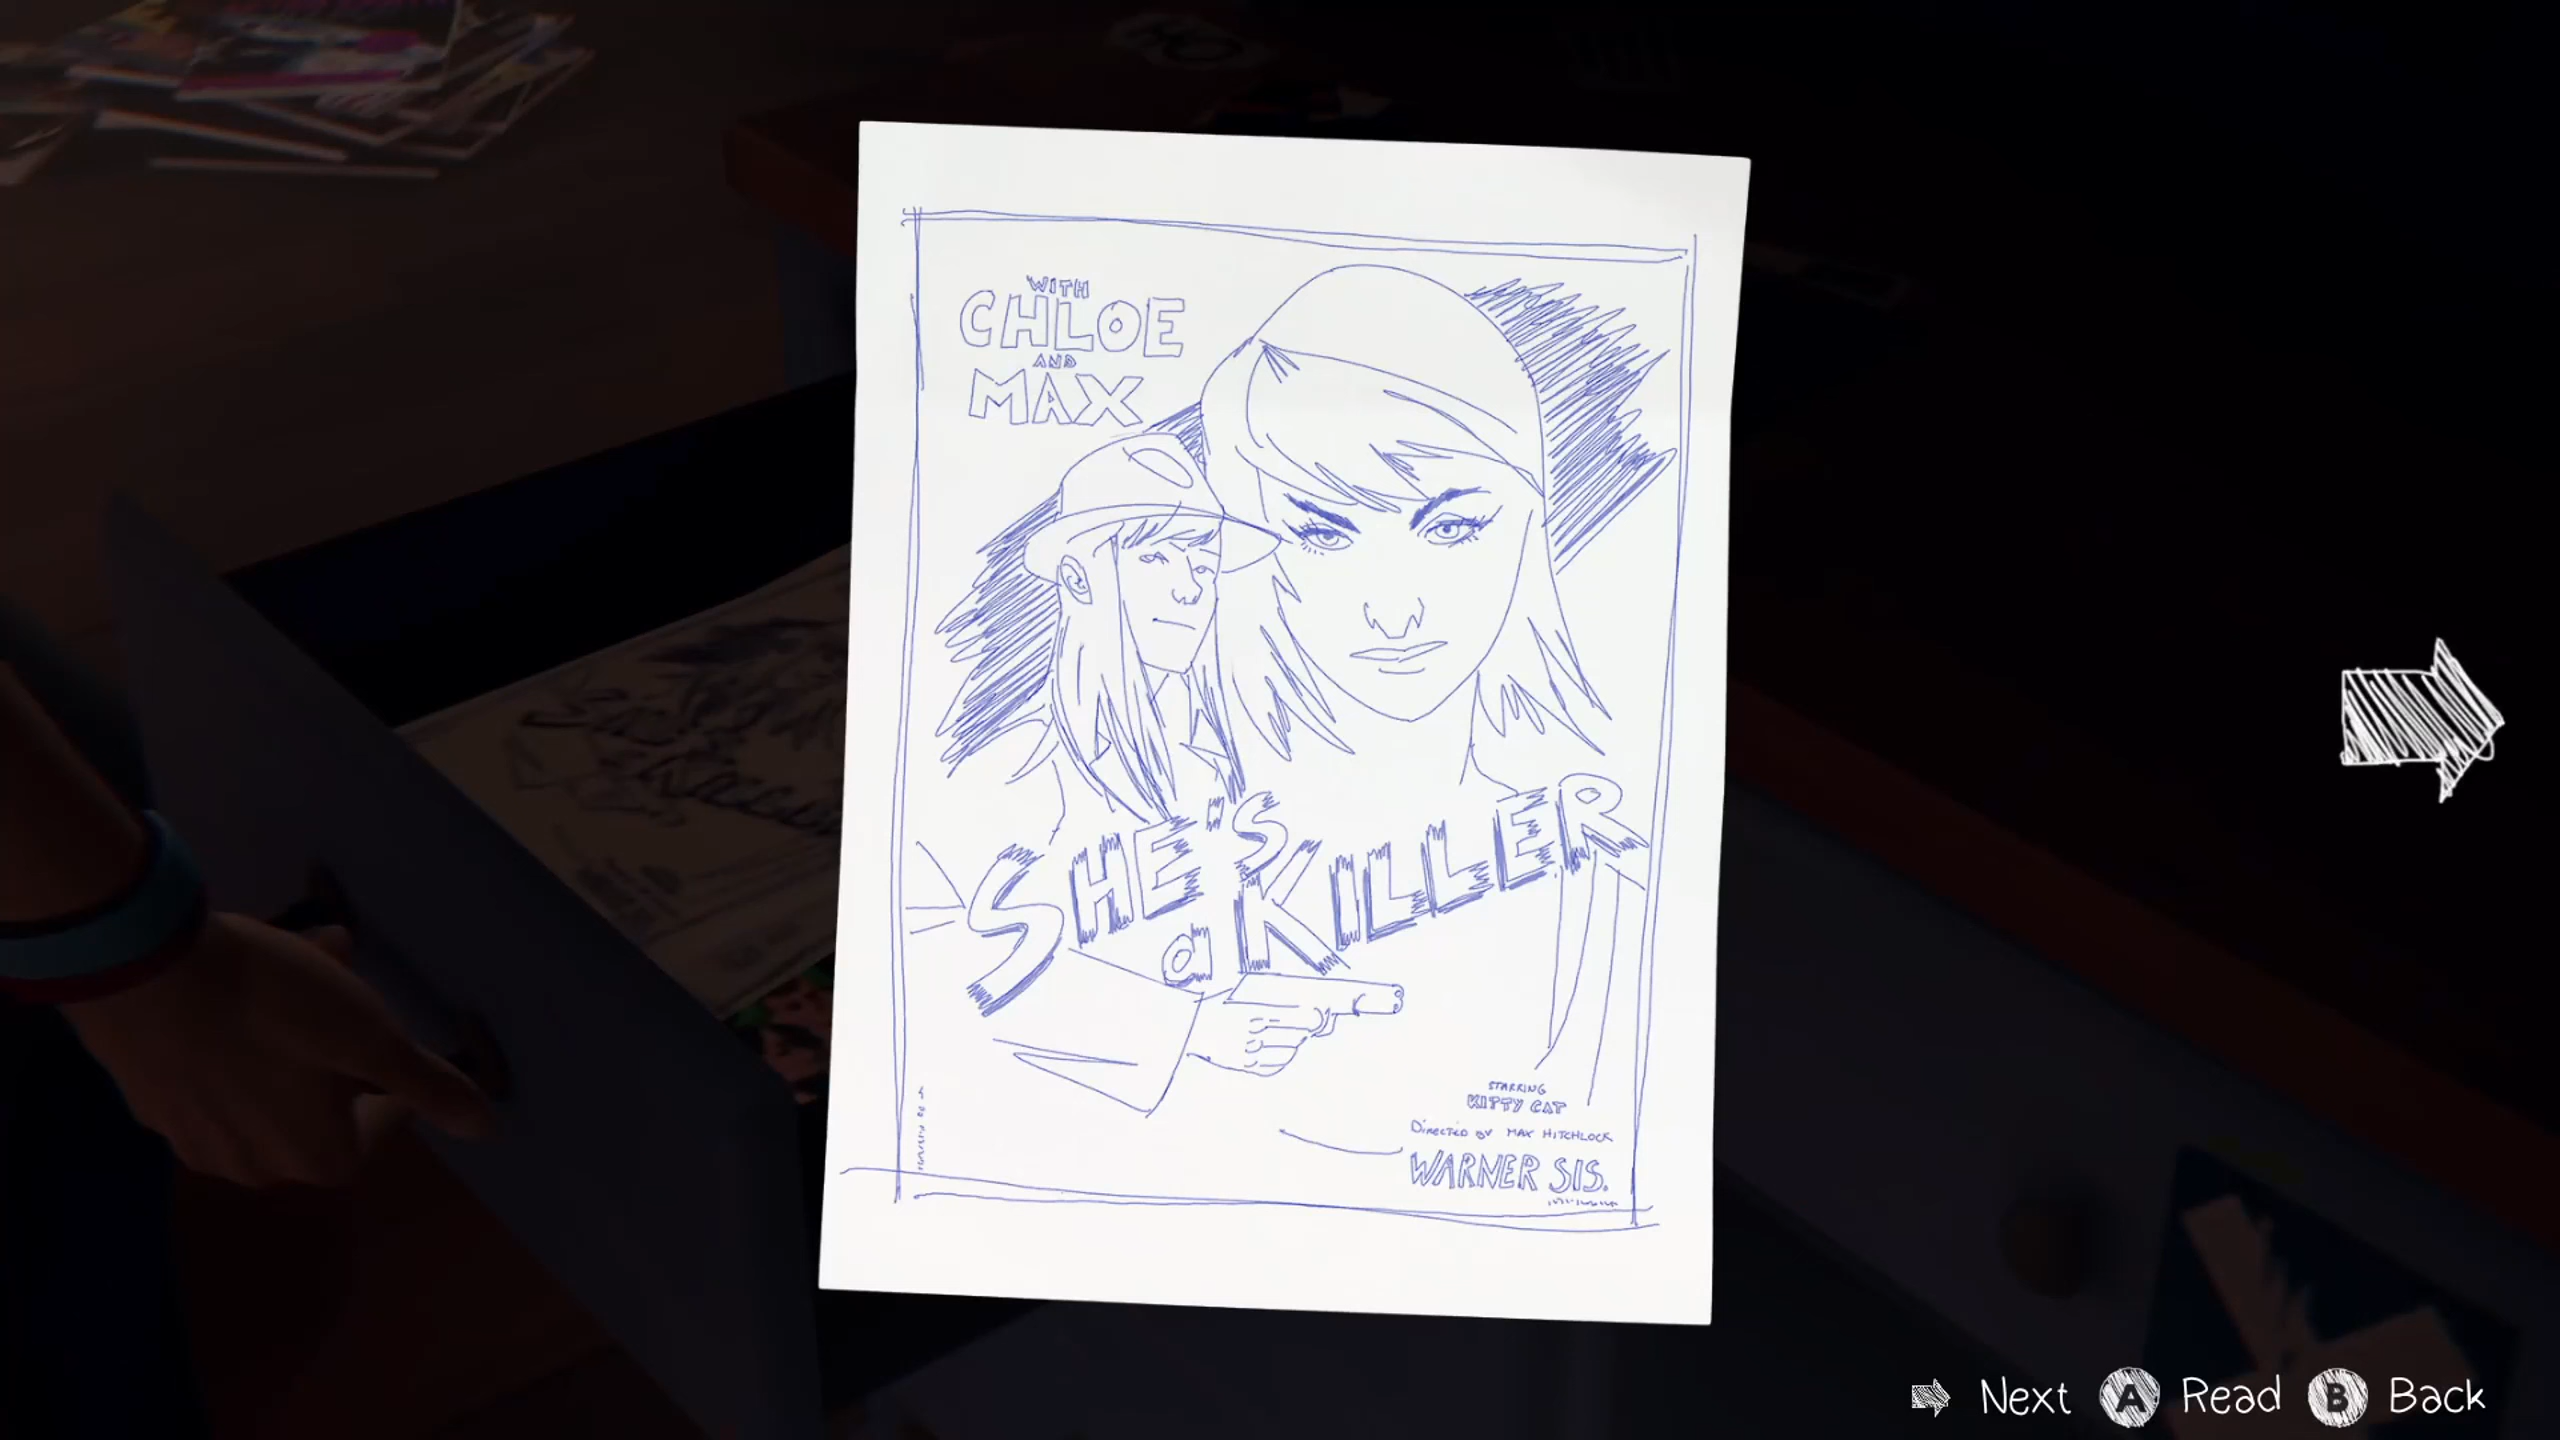 WITH
CHLOE
AND
MAX
SHE'S
a KILLER
STARRING
KITTY CAT
DIRECTED BY MAX HITCHLOCK
WARNER SIS.
Next A Read B Back